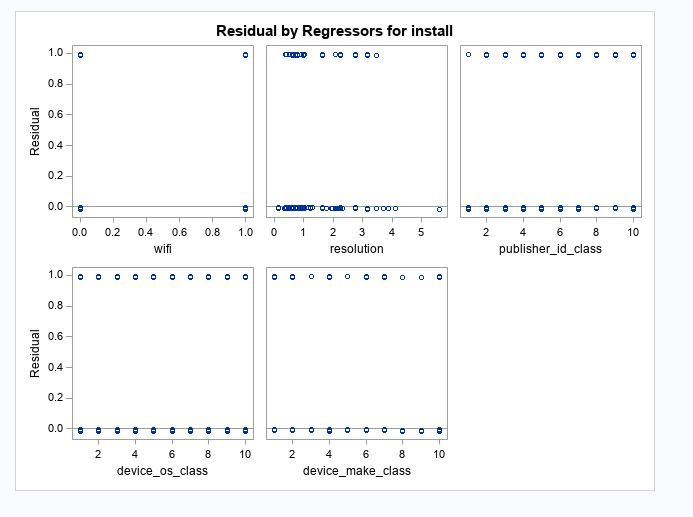 Residual by Regressors for install
Residual
1.0
0.8
0.6
0.4
0.2
0.0
0.0 0.2 0.4 0.6 0.8 1.0
wifi
0 1 2 3 4 5
resolution
2 4 6 8 10
publisher_id_class
Residual
1.0
0.8
0.6
0.4
0.2
0.0
2 4 6 8 10
device_os_class
2 4 6 8 10
device_make_class